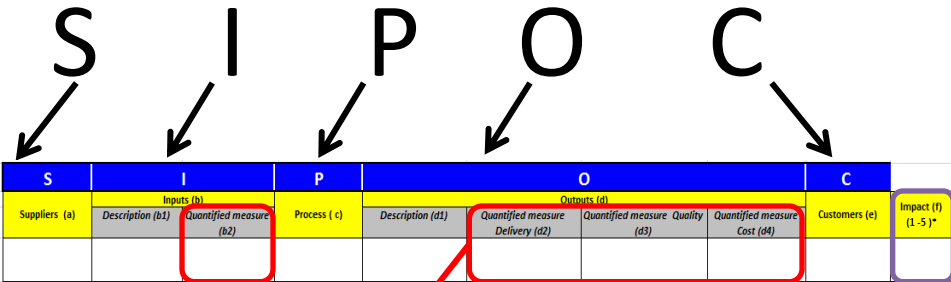 S I P O C
S I P O C
Suppliers (a) Inputs (b) Process ( c) Outputs (d) Customers (e) Impact (f)
(1 -5 )*
Description (b1) Quantified measure
(b2)
Description (d1) Quantified measure
Delivery (d2)
Quantified measure Quality
(d3)
Quantified measure
Cost (d4)